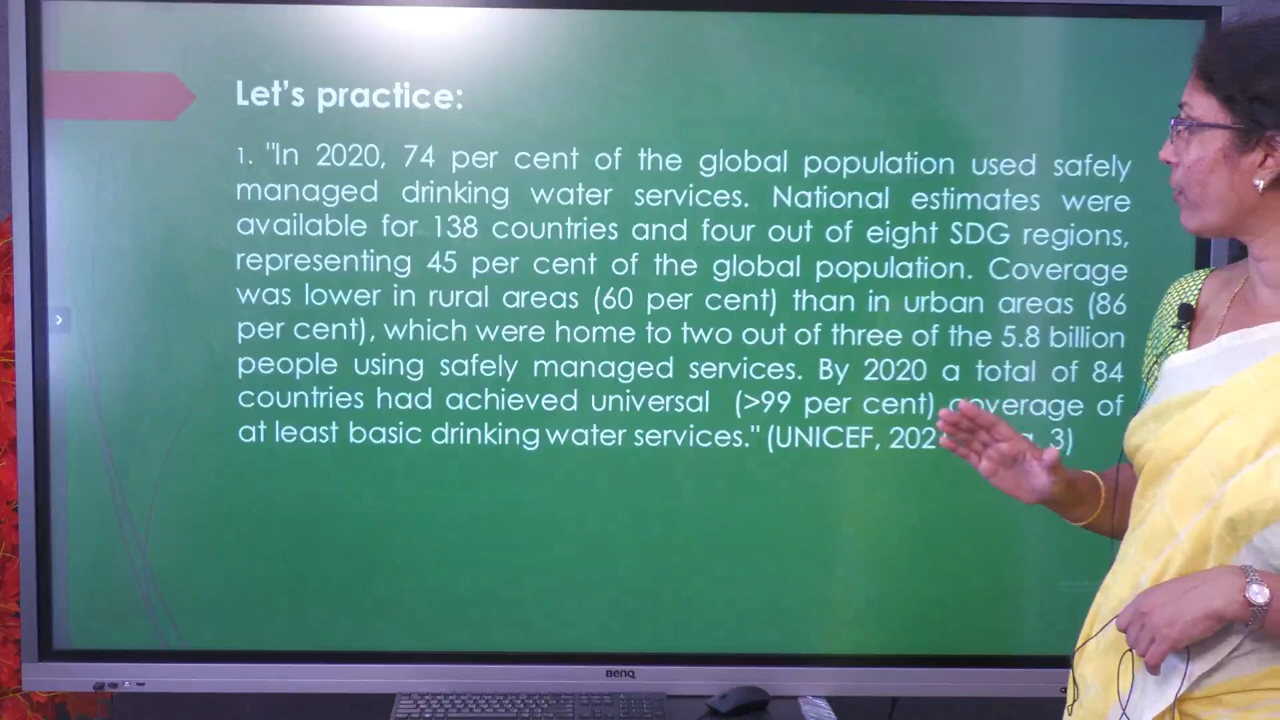 Let's practice:
1. "In 2020, 74 per cent of the global population used safely
managed drinking water services. National estimates were
available for 138 countries and four out of eight SDG regions,
representing 45 per cent of the global population. Coverage
was lower in rural areas (60 per cent) than in urban areas (86
per cent), which were home to two out of three of the 5.8 billion
people using safely managed services. By 2020 a total of 84
countries had achieved universal (>99 per cent) coverage of
at least basic drinking water services." (UNICEF, 3)
BenQ